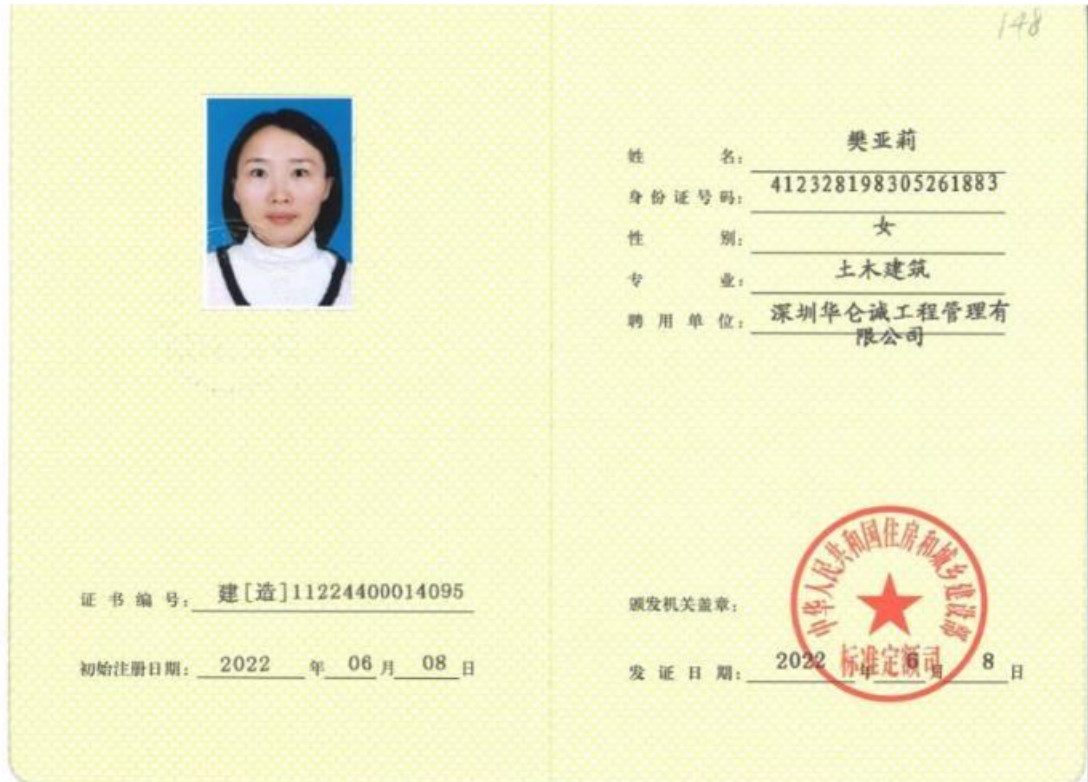 148
姓 名: 樊亚莉
身份证号码: 412328198305261883
性 别: 女
专 业: 土木建筑
聘用单位: 深圳华仑诚工程管理有
限公司
证书编号: 建[造]11224400014095
初始注册日期: 2022 年 06 月 08 日
颁发机关盖章:
中华人民共和国住房和城乡建设部
标准定额司
发证日期: 2022 年 6 月 8 日